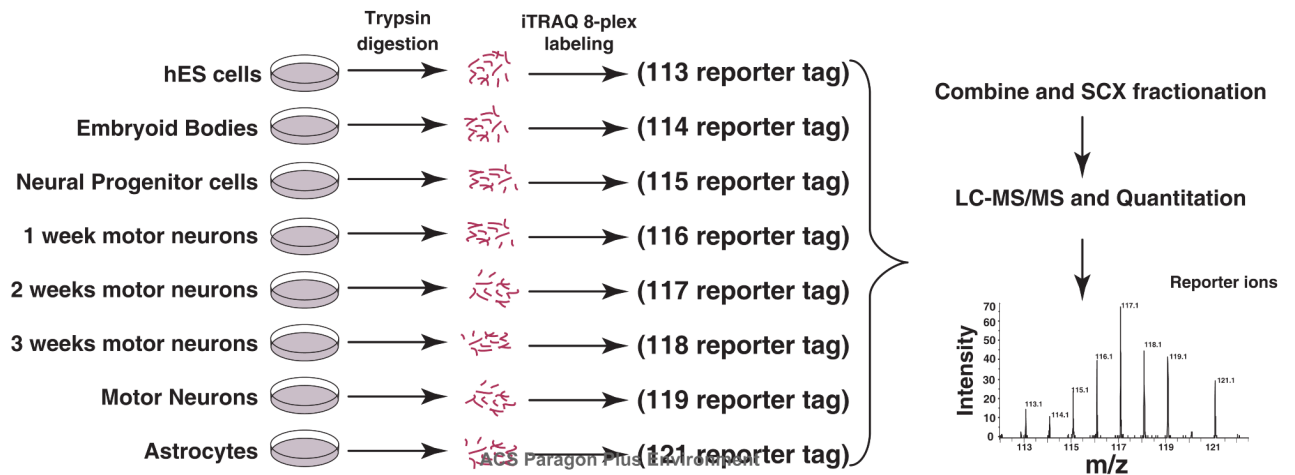 Trypsin
digestion
iTRAQ 8-plex
labeling
hES cells
(113 reporter tag)
Embryoid Bodies
(114 reporter tag)
Neural Progenitor cells
(115 reporter tag)
1 week motor neurons
(116 reporter tag)
2 weeks motor neurons
(117 reporter tag)
3 weeks motor neurons
(118 reporter tag)
Motor Neurons
(119 reporter tag)
Astrocytes
(121 reporter tag)
ACS Paragon Plus Environment
Combine and SCX fractionation
LC-MS/MS and Quantitation
Reporter ions
Intensity
70
60
50
40
30
20
10
0
113.1
114.1
115.1
116.1
117.1
118.1
119.1
121.1
113 115 117 119 121
m/z